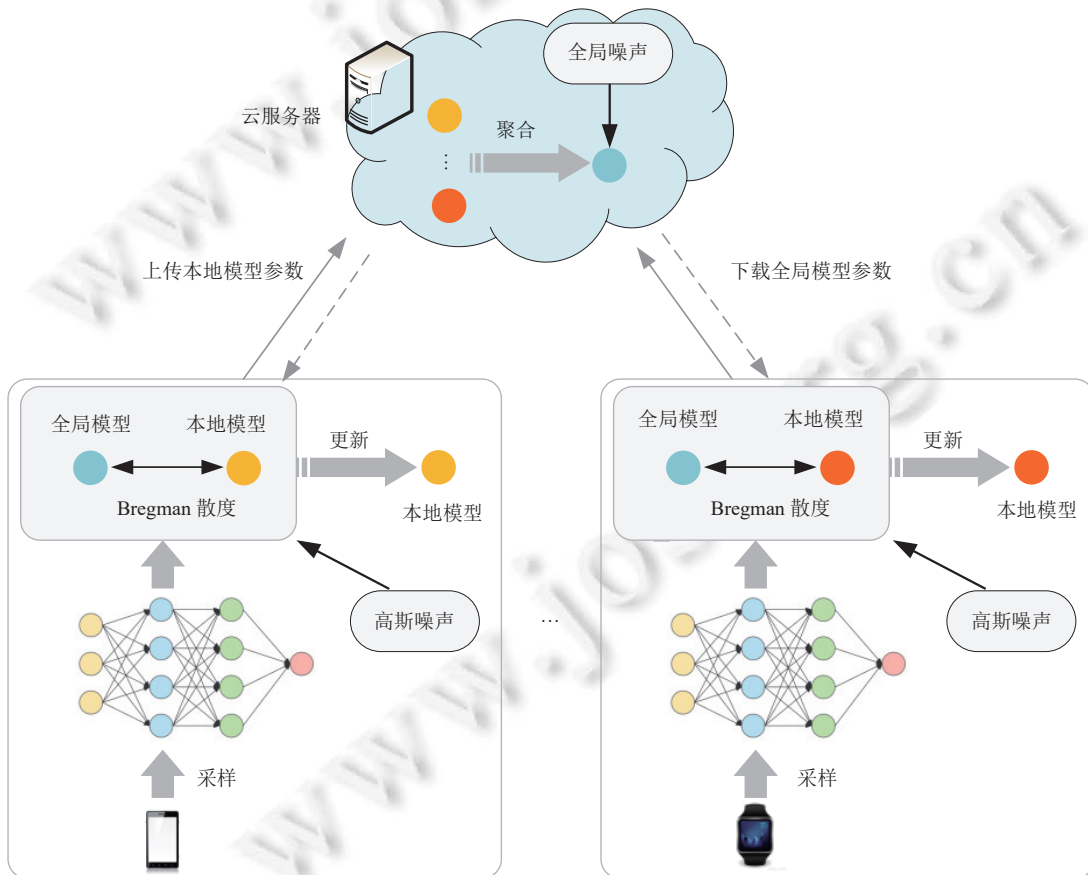 全局噪声
云服务器
聚合
⋮
上传本地模型参数
下载全局模型参数
全局模型
本地模型
更新
Bregman 散度
本地模型
高斯噪声
采样
…
全局模型
本地模型
更新
Bregman 散度
本地模型
高斯噪声
采样